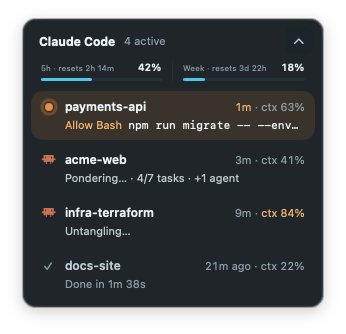 Claude Code 4 active
5h · resets 2h 14m 42% Week · resets 3d 22h 18%
payments-api 1m · ctx 63%
Allow Bash npm run migrate -- --env…
acme-web 3m · ctx 41%
Pondering… · 4/7 tasks · +1 agent
infra-terraform 9m · ctx 84%
Untangling…
docs-site 21m ago · ctx 22%
Done in 1m 38s